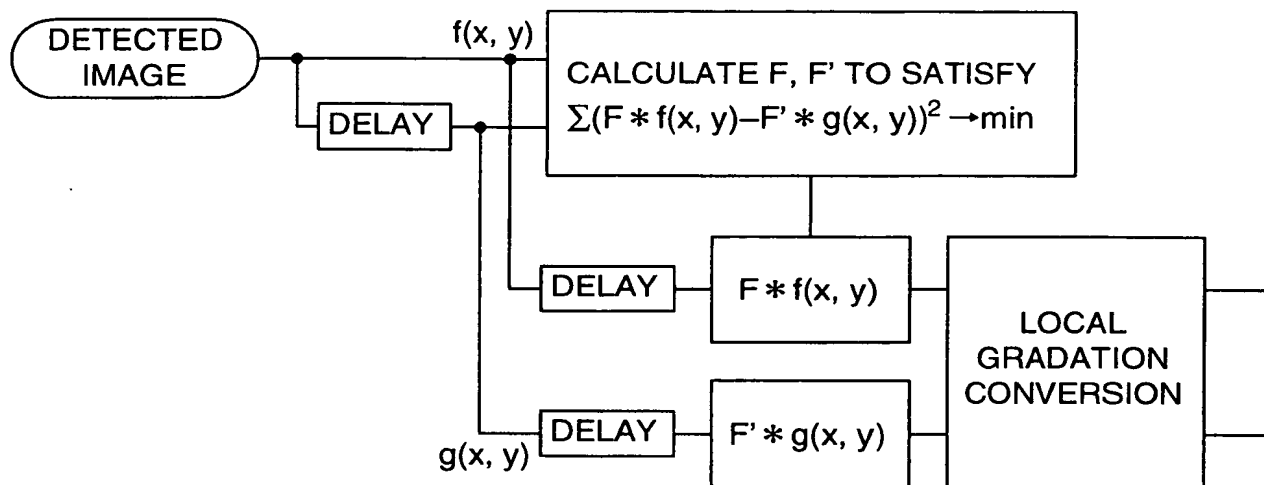 DETECTED
IMAGE
f(x, y)
CALCULATE F, F' TO SATISFY
∑(F * f(x, y)–F' * g(x, y))² →min
DELAY
DELAY
F * f(x, y)
LOCAL
GRADATION
CONVERSION
DELAY
F' * g(x, y)
g(x, y)